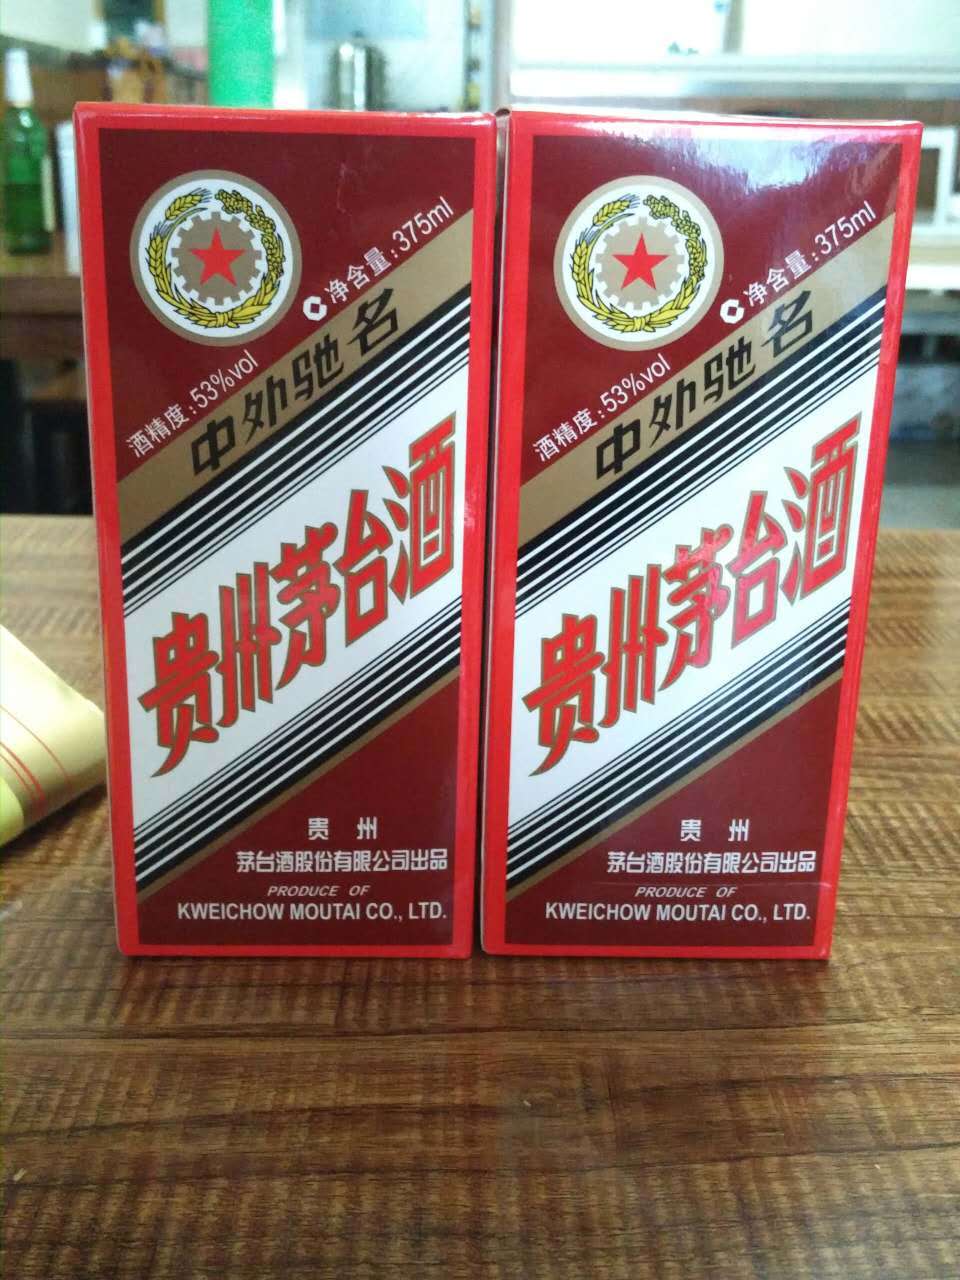 净含量：375ml
酒精度：53%vol
中外驰名
贵州茅台酒
贵 州
茅台酒股份有限公司出品
PRODUCE OF
KWEICHOW MOUTAI CO., LTD.
净含量：375ml
酒精度：53%vol
中外驰名
贵州茅台酒
贵 州
茅台酒股份有限公司出品
PRODUCE OF
KWEICHOW MOUTAI CO., LTD.